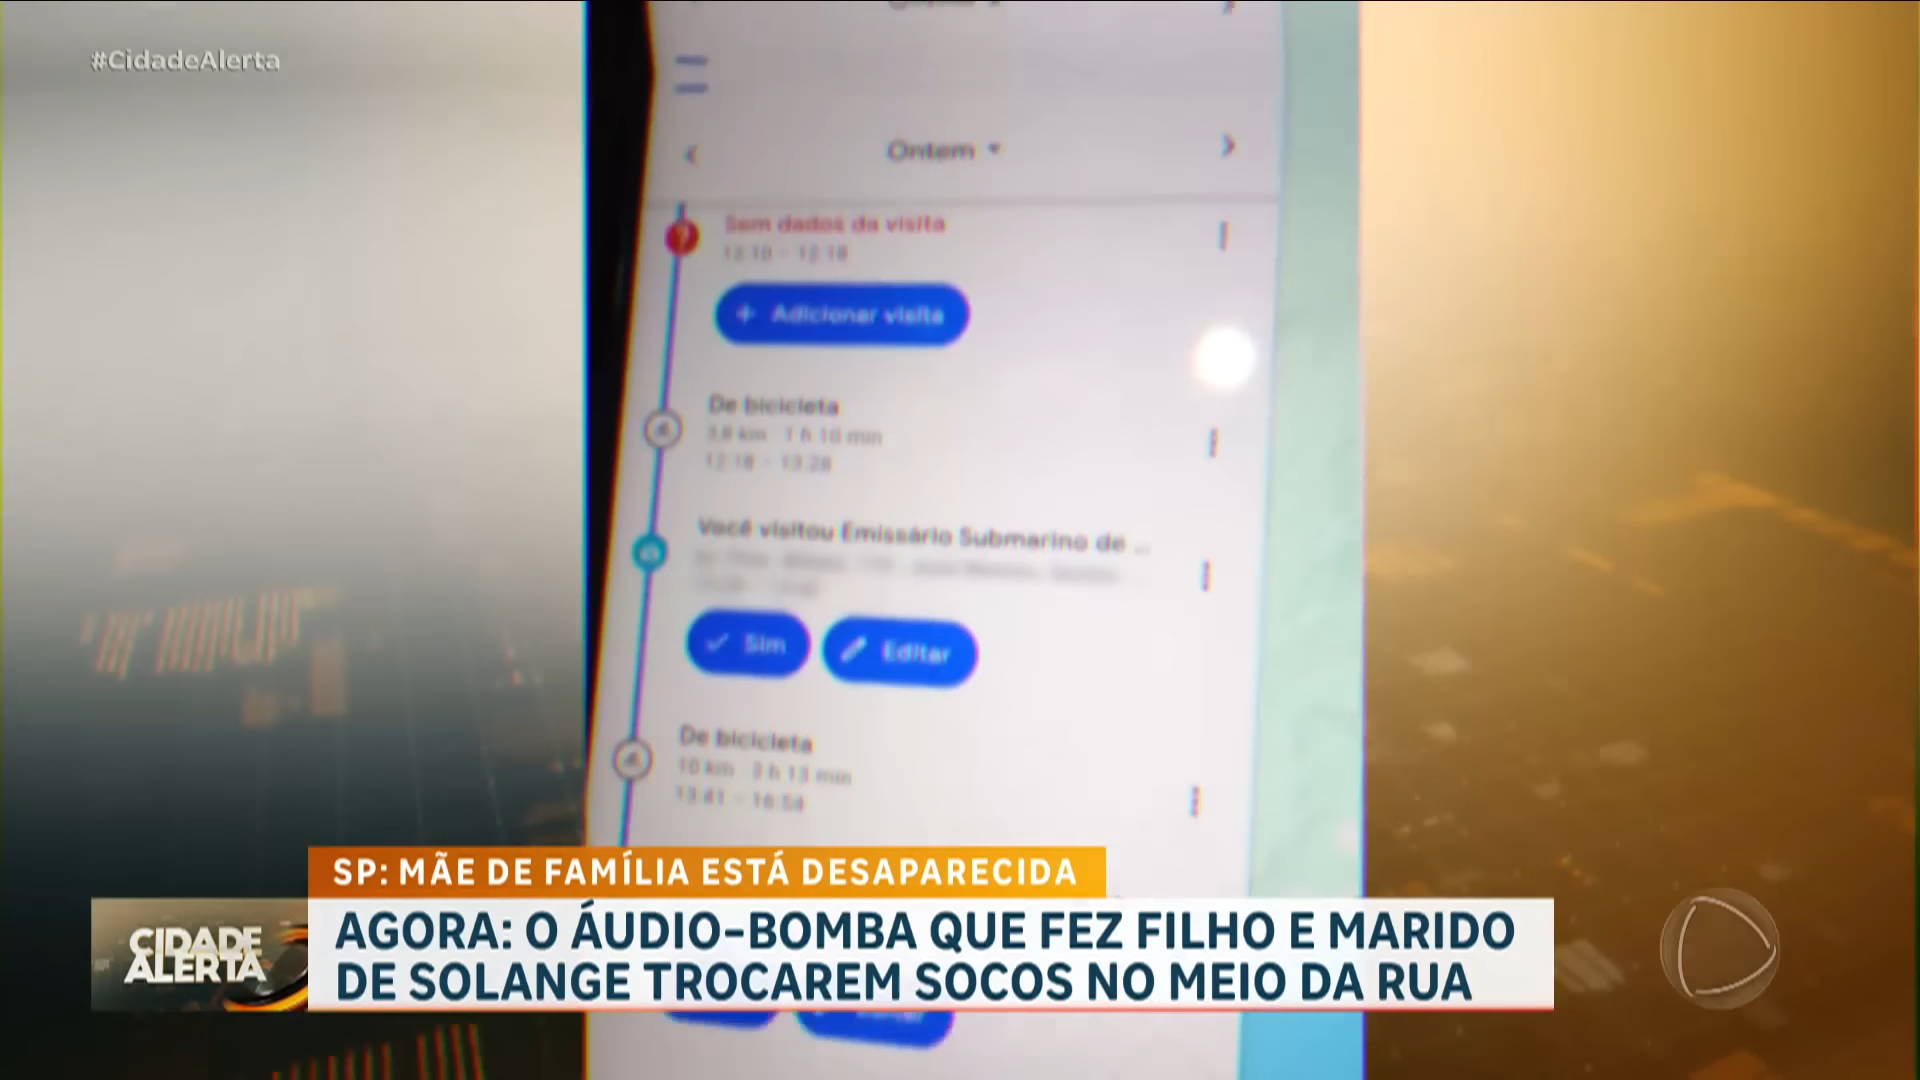 #CidadeAlerta
Ontem
Sem dados da visita
12:10 - 12:18
+ Adicionar visita
De bicicleta
3,8 km 1 h 10 min
12:18 - 13:28
Você visitou Emissário Submarino de ...
Sim
Editar
De bicicleta
10 km 3 h 13 min
13:41 - 16:54
SP: MÃE DE FAMÍLIA ESTÁ DESAPARECIDA
CIDADE
ALERTA
AGORA: O ÁUDIO-BOMBA QUE FEZ FILHO E MARIDO
DE SOLANGE TROCAREM SOCOS NO MEIO DA RUA